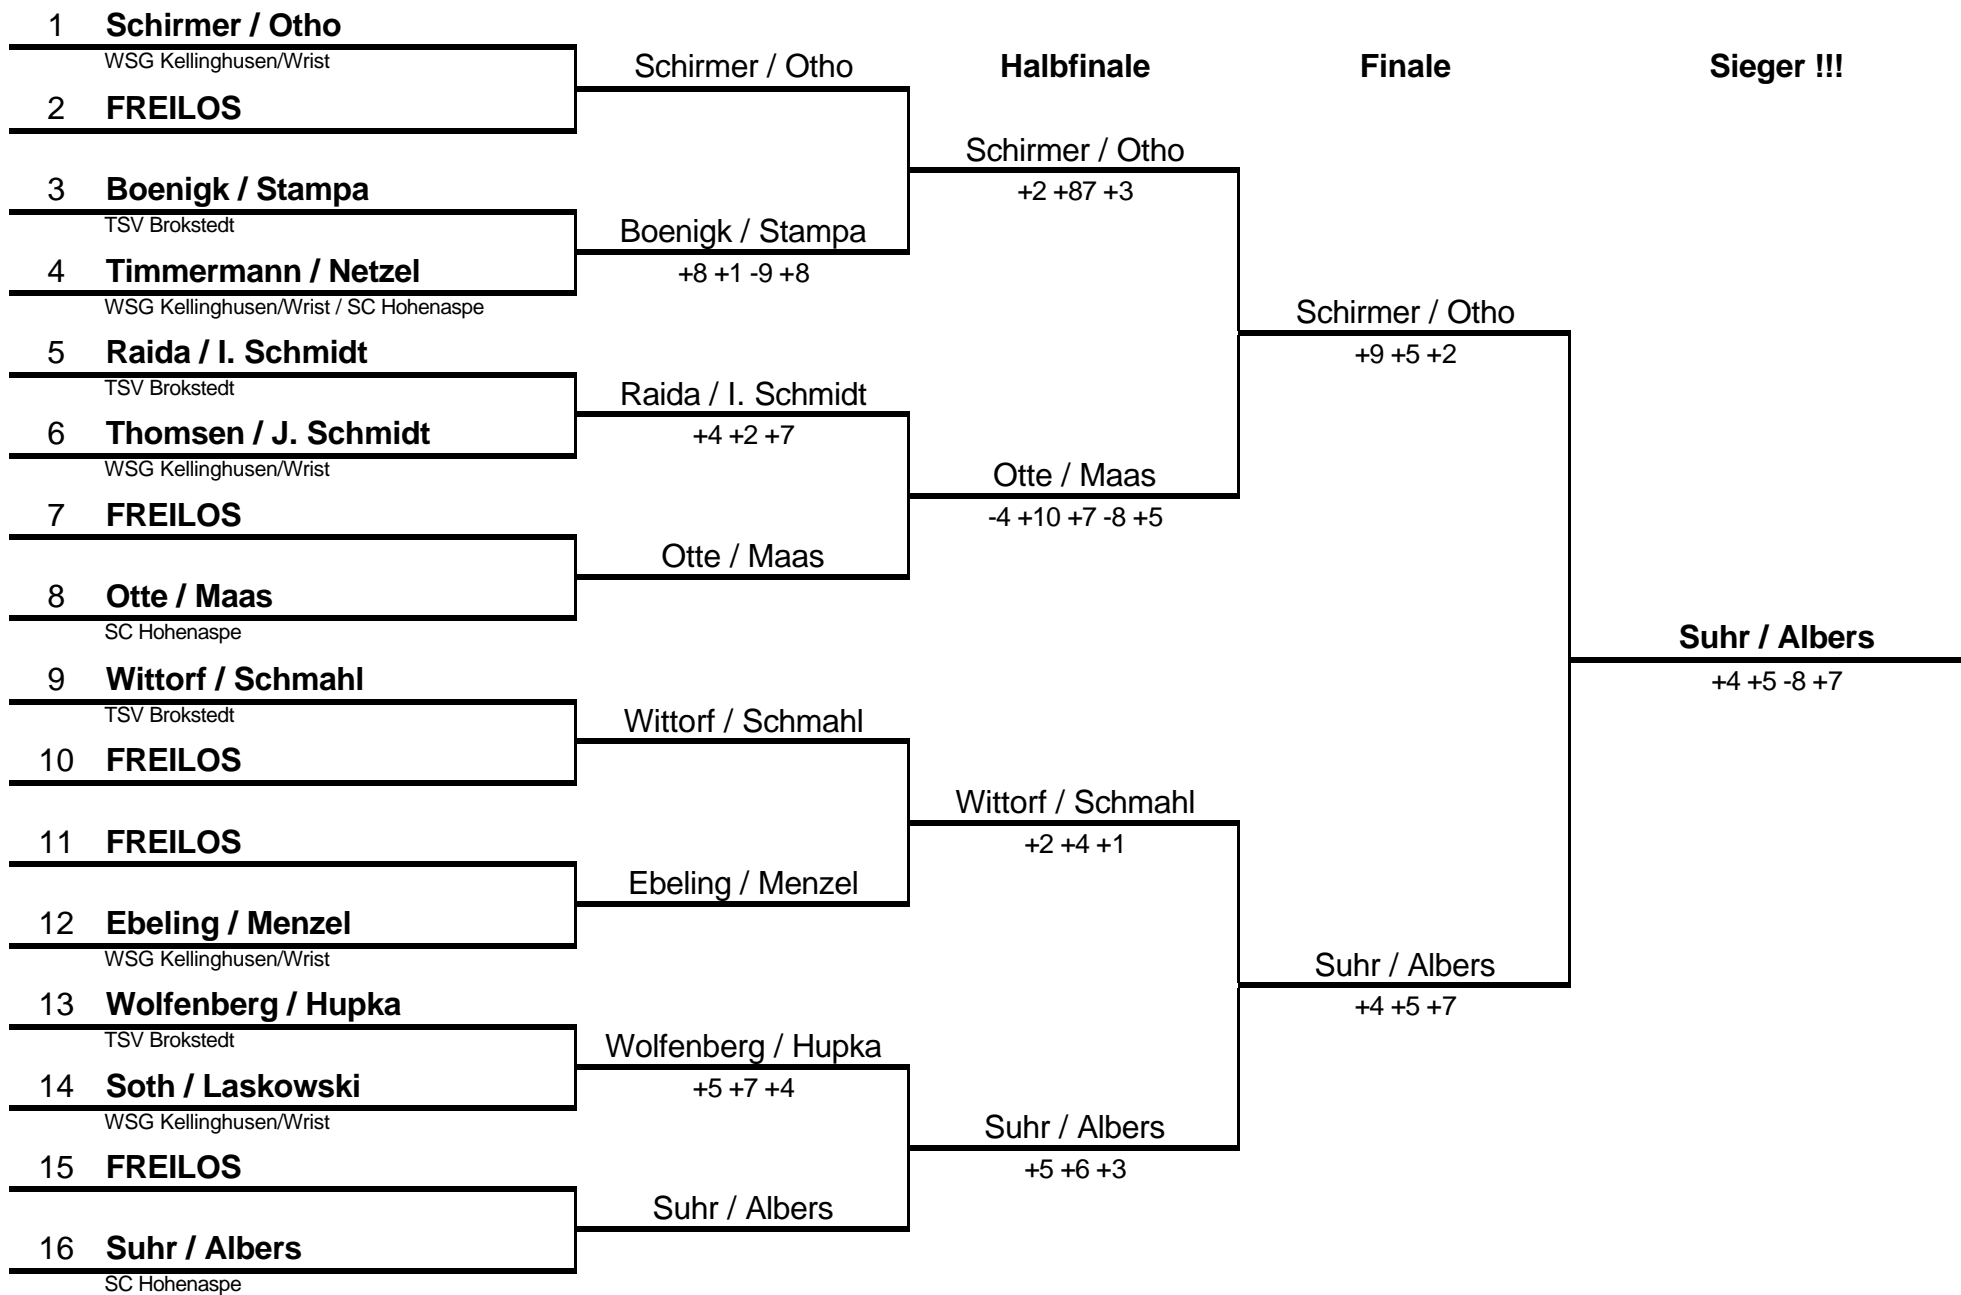 1 Schirmer / Otho
WSG Kellinghusen/Wrist
Schirmer / Otho
Halbfinale
Finale
Sieger !!!
2 FREILOS
Schirmer / Otho
+2 +87 +3
3 Boenigk / Stampa
TSV Brokstedt
Boenigk / Stampa
+8 +1 -9 +8
4 Timmermann / Netzel
WSG Kellinghusen/Wrist / SC Hohenaspe
Schirmer / Otho
+9 +5 +2
5 Raida / I. Schmidt
TSV Brokstedt
Raida / I. Schmidt
+4 +2 +7
6 Thomsen / J. Schmidt
WSG Kellinghusen/Wrist
Otte / Maas
-4 +10 +7 -8 +5
7 FREILOS
Otte / Maas
8 Otte / Maas
SC Hohenaspe
Suhr / Albers
+4 +5 -8 +7
9 Wittorf / Schmahl
TSV Brokstedt
Wittorf / Schmahl
10 FREILOS
Wittorf / Schmahl
+2 +4 +1
11 FREILOS
Ebeling / Menzel
12 Ebeling / Menzel
WSG Kellinghusen/Wrist
Suhr / Albers
+4 +5 +7
13 Wolfenberg / Hupka
TSV Brokstedt
Wolfenberg / Hupka
+5 +7 +4
14 Soth / Laskowski
WSG Kellinghusen/Wrist
Suhr / Albers
+5 +6 +3
15 FREILOS
Suhr / Albers
16 Suhr / Albers
SC Hohenaspe